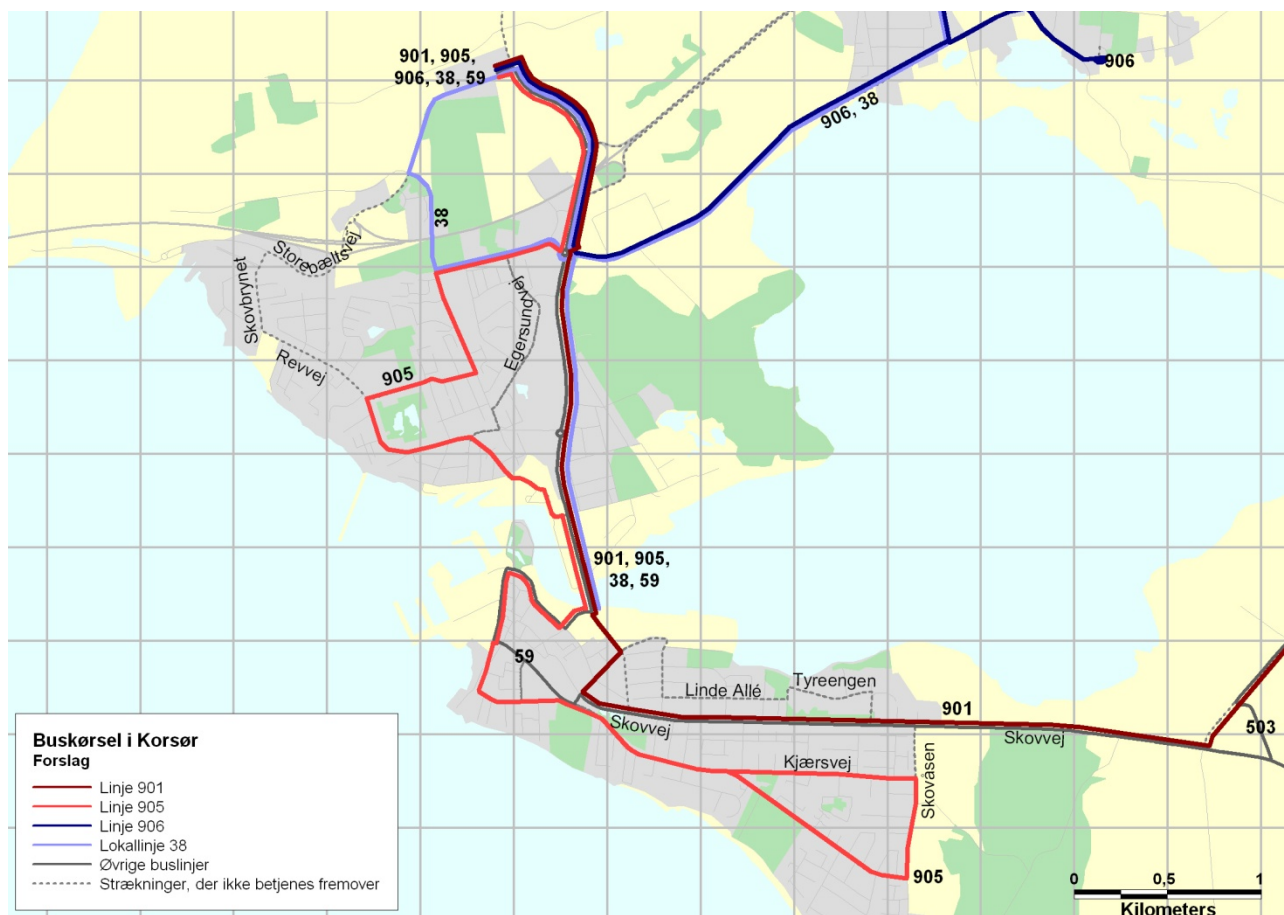 901, 905,
906, 38, 59
906
906, 38
38
Storebæltsvej
Skovbrynet
Egersundvej
Revvej
905
901, 905,
38, 59
59
Linde Allé
Tyreengen
901
Skovvej
Skovvej
503
Kjærsvej
Skovåsen
905
Buskørsel i Korsør
Forslag
Linje 901
Linje 905
Linje 906
Lokallinje 38
Øvrige buslinjer
Strækninger, der ikke betjenes fremover
0 0,5 1
Kilometers